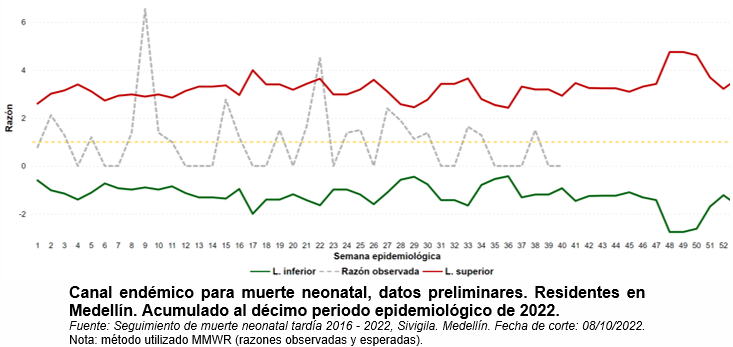 6
4
2
0
-2
Razón
1 2 3 4 5 6 7 8 9 10 11 12 13 14 15 16 17 18 19 20 21 22 23 24 25 26 27 28 29 30 31 32 33 34 35 36 37 38 39 40 41 42 43 44 45 46 47 48 49 50 51 52
Semana epidemiológica
L. inferior Razón observada L. superior
Canal endémico para muerte neonatal, datos preliminares. Residentes en
Medellín. Acumulado al décimo periodo epidemiológico de 2022.
Fuente: Seguimiento de muerte neonatal tardía 2016 - 2022, Sivigila. Medellín. Fecha de corte: 08/10/2022.
Nota: método utilizado MMWR (razones observadas y esperadas).